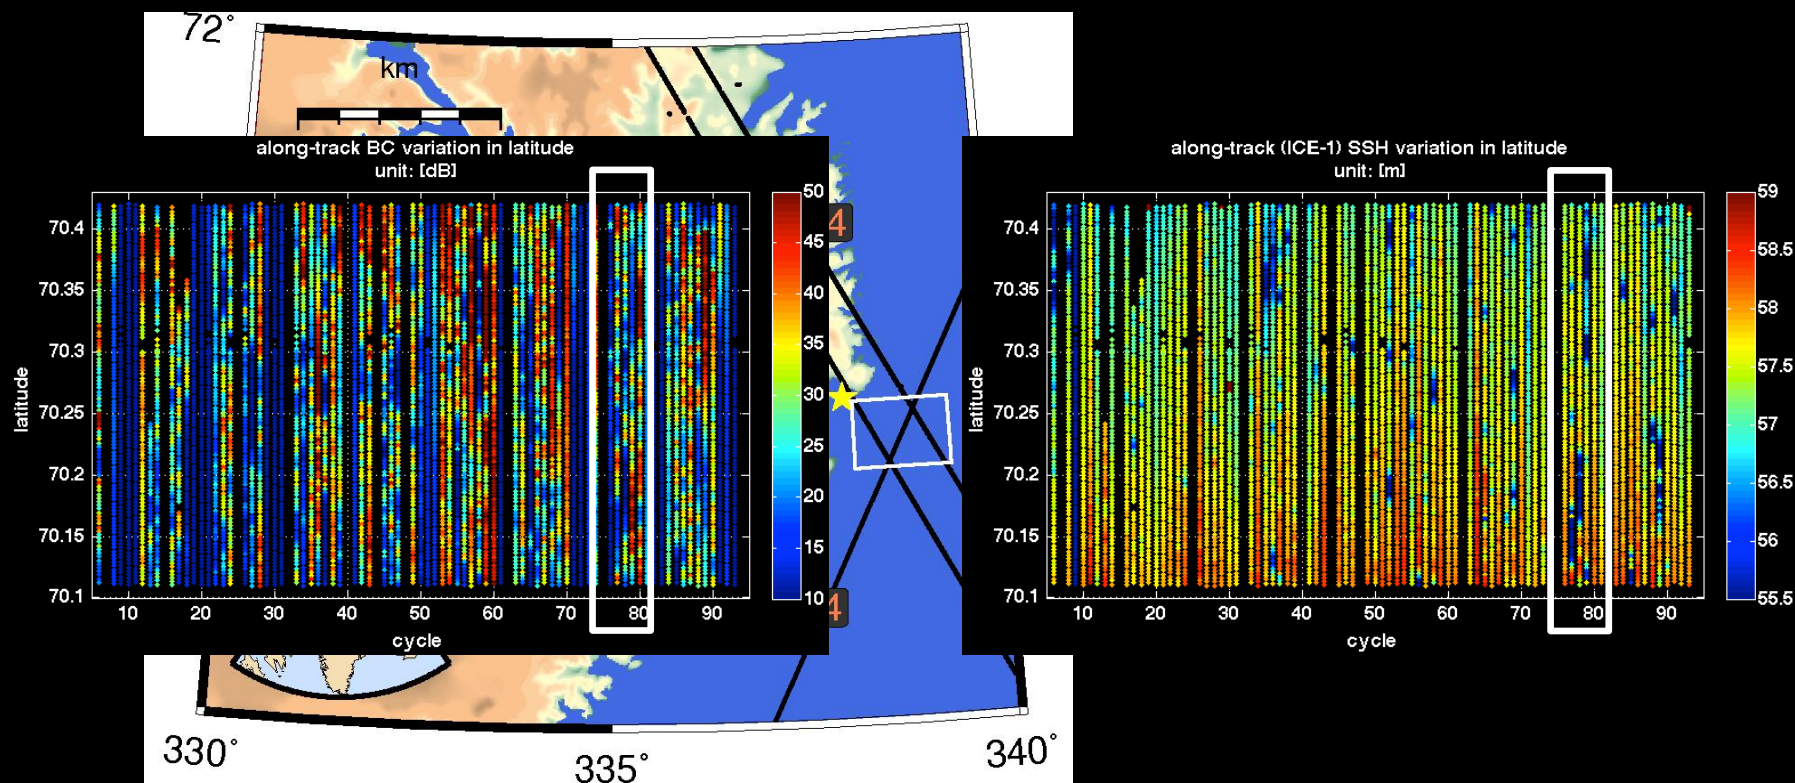 72°
km
along-track BC variation in latitude
unit: [dB]
latitude
70.4
70.35
70.3
70.25
70.2
70.15
70.1
10 20 30 40 50 60 70 80 90
cycle
50
45
40
35
30
25
20
15
10
4
4
along-track (ICE-1) SSH variation in latitude
unit: [m]
latitude
70.4
70.35
70.3
70.25
70.2
70.15
70.1
10 20 30 40 50 60 70 80 90
cycle
59
58.5
58
57.5
57
56.5
56
55.5
330° 335° 340°